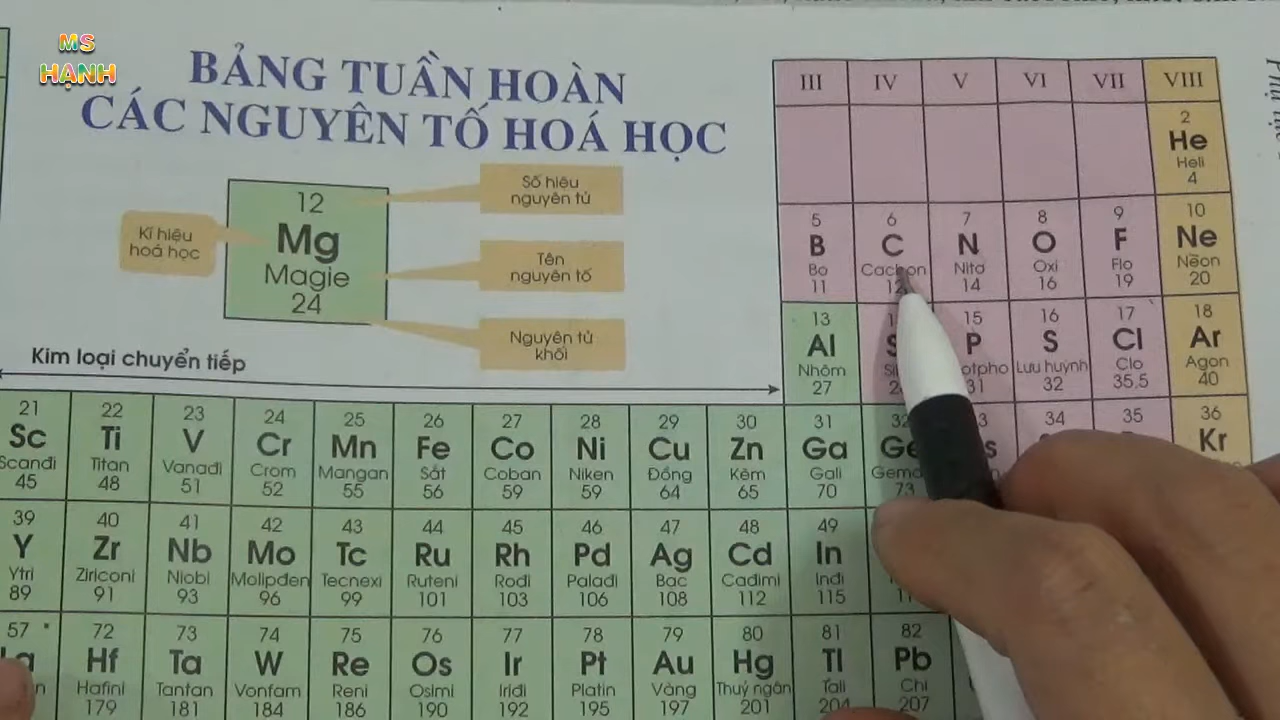 MS
HẠNH
BẢNG TUẦN HOÀN
CÁC NGUYÊN TỐ HOÁ HỌC
12
Mg
Magie
24
Kí hiệu
hoá học
Số hiệu
nguyên tử
Tên
nguyên tố
Nguyên tử
khối
Kim loại chuyển tiếp
III IV V VI VII VIII
2
He
Heli
4
5 6 7 8 9 10
B C N O F Ne
Bo Cacbon Nitơ Oxi Flo Nêon
11 12 14 16 19 20
13 15 16 17 18
Al P S Cl Ar
Nhôm Lưu huỳnh Clo Agon
27 31 32 35,5 40
21 22 23 24 25 26 27 28 29 30 31 32 34 35 36
Sc Ti V Cr Mn Fe Co Ni Cu Zn Ga Ge Kr
Scanđi Titan Vanađi Crom Mangan Sắt Coban Niken Đồng Kẽm Gali
45 48 51 52 55 56 59 59 64 65 70 73
39 40 41 42 43 44 45 46 47 48 49
Y Zr Nb Mo Tc Ru Rh Pd Ag Cd In
Ytri Ziriconi Niobi Molipđen Tecnexi Ruteni Rođi Palađi Bạc Cađimi Inđi
89 91 93 96 99 101 103 106 108 112 115
57 * 72 73 74 75 76 77 78 79 80 81 82
Hf Ta W Re Os Ir Pt Au Hg Tl Pb
Hafini Tantan Vonfam Reni Osimi Iriđi Platin Vàng Thuỷ ngân Tali Chì
179 181 184 186 190 192 195 197 201 204 207